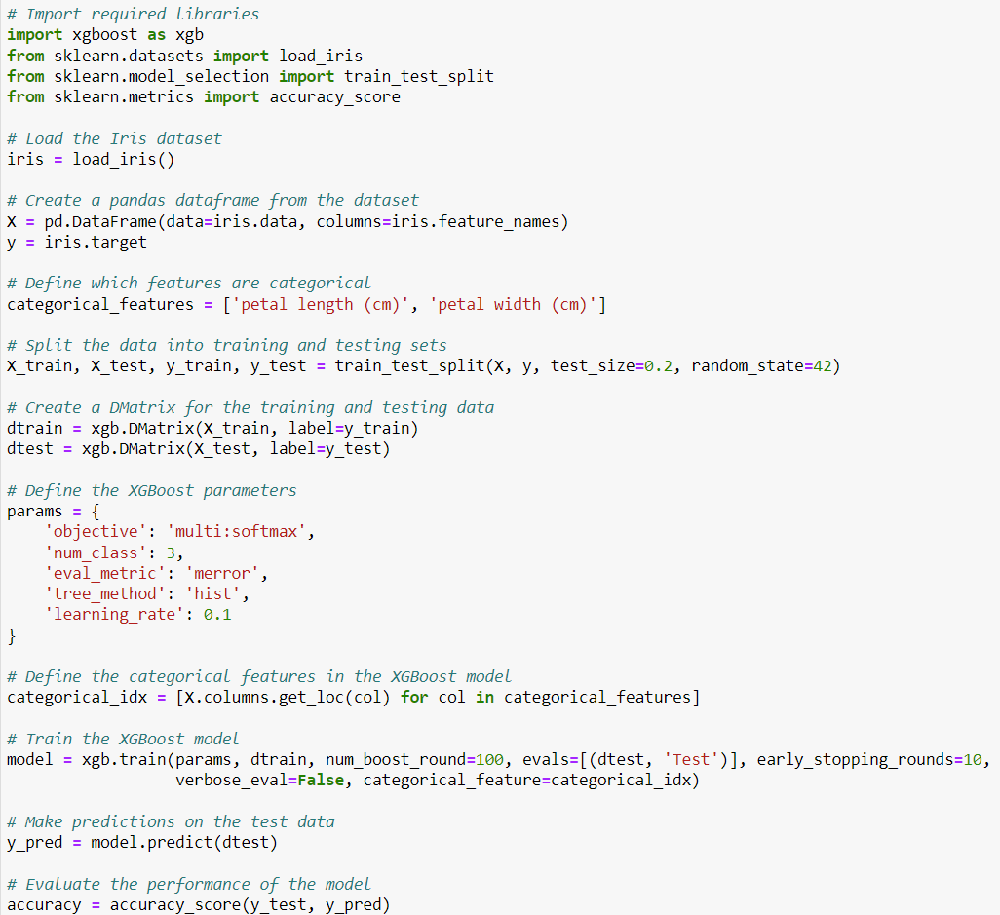 # Import required libraries
import xgboost as xgb
from sklearn.datasets import load_iris
from sklearn.model_selection import train_test_split
from sklearn.metrics import accuracy_score

# Load the Iris dataset
iris = load_iris()

# Create a pandas dataframe from the dataset
X = pd.DataFrame(data=iris.data, columns=iris.feature_names)
y = iris.target

# Define which features are categorical
categorical_features = ['petal length (cm)', 'petal width (cm)']

# Split the data into training and testing sets
X_train, X_test, y_train, y_test = train_test_split(X, y, test_size=0.2, random_state=42)

# Create a DMatrix for the training and testing data
dtrain = xgb.DMatrix(X_train, label=y_train)
dtest = xgb.DMatrix(X_test, label=y_test)

# Define the XGBoost parameters
params = {
    'objective': 'multi:softmax',
    'num_class': 3,
    'eval_metric': 'merror',
    'tree_method': 'hist',
    'learning_rate': 0.1
}

# Define the categorical features in the XGBoost model
categorical_idx = [X.columns.get_loc(col) for col in categorical_features]

# Train the XGBoost model
model = xgb.train(params, dtrain, num_boost_round=100, evals=[(dtest, 'Test')], early_stopping_rounds=10,
                  verbose_eval=False, categorical_feature=categorical_idx)

# Make predictions on the test data
y_pred = model.predict(dtest)

# Evaluate the performance of the model
accuracy = accuracy_score(y_test, y_pred)